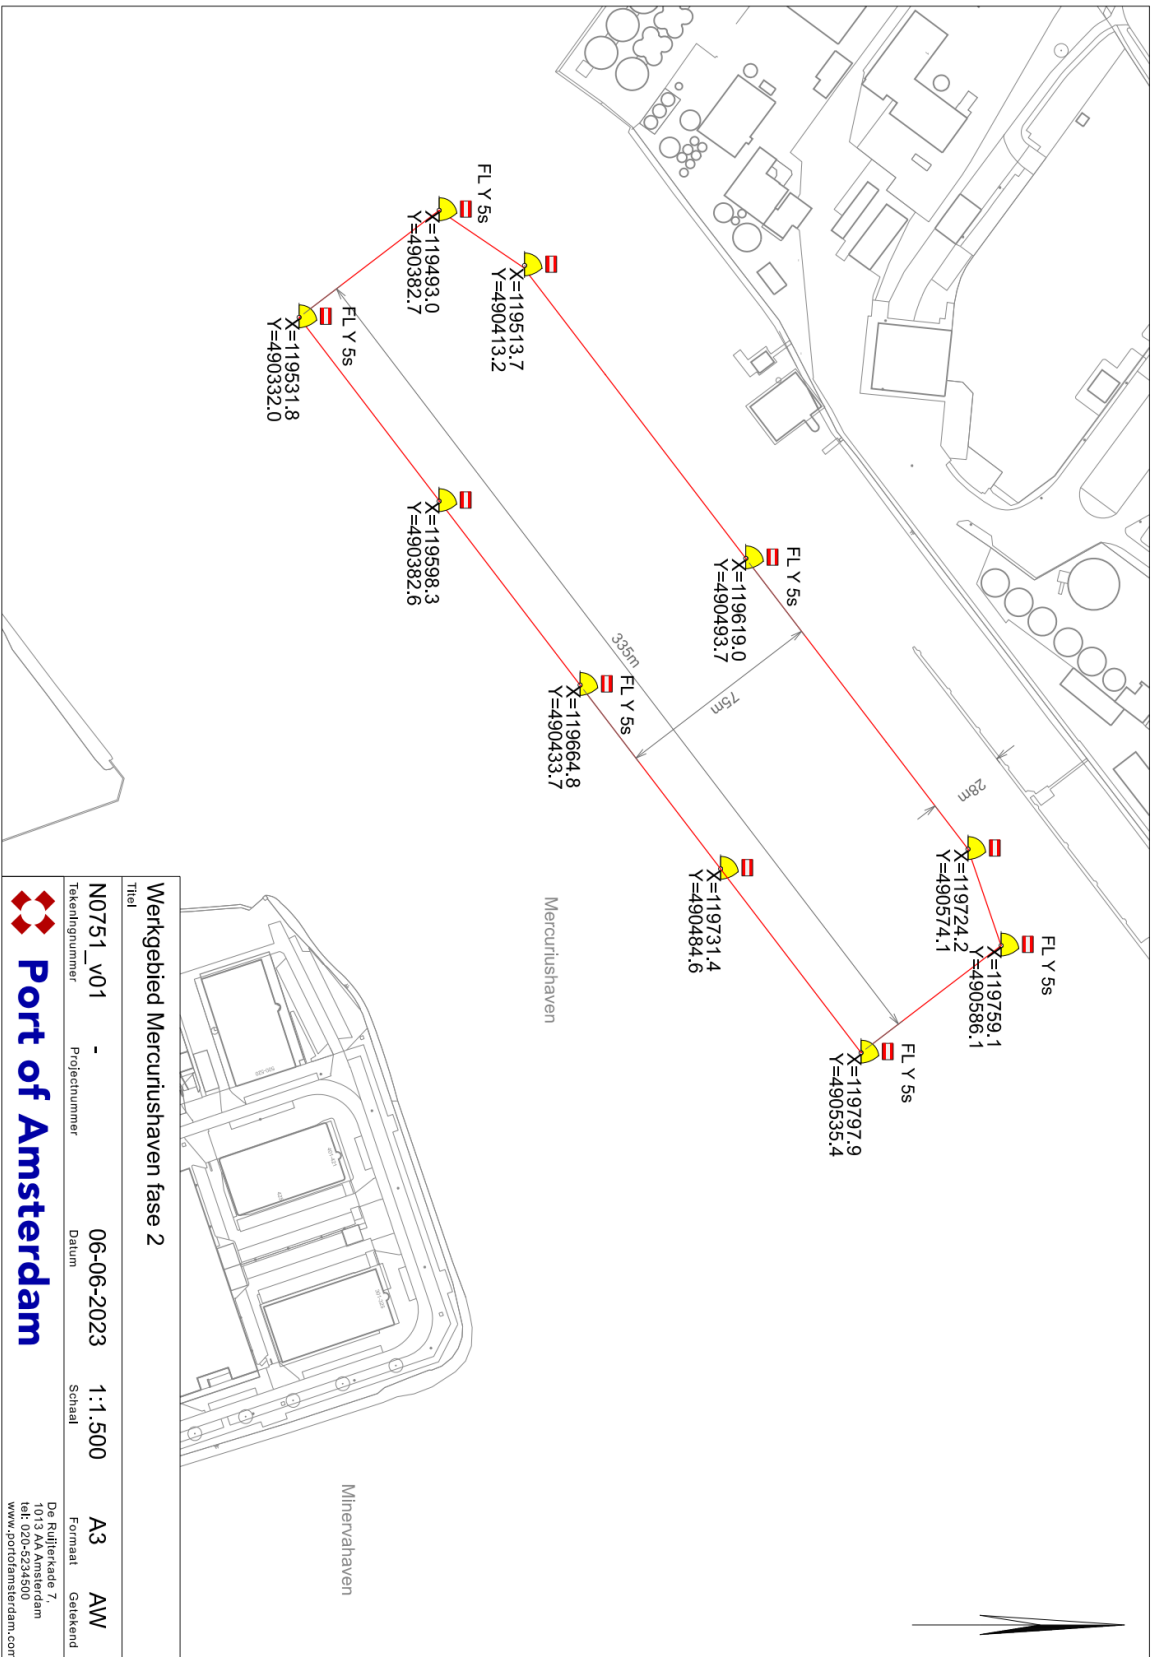 FL Y 5s
X=119493.0
Y=490382.7
X=119513.7
Y=490413.2
FL Y 5s
X=119531.8
Y=490332.0
X=119598.3
Y=490382.6
FL Y 5s
X=119619.0
Y=490493.7
FL Y 5s
X=119664.8
Y=490433.7
335m
75m
28m
X=119724.2
Y=490574.1
FL Y 5s
X=119759.1
Y=490586.1
X=119731.4
Y=490484.6
FL Y 5s
X=119797.9
Y=490535.4
Mercuriushaven
Minervahaven
Werkgebied Mercuriushaven fase 2
Titel
N0751_v01
-
06-06-2023
1:1.500
A3
AW
Tekeningnummer
Projectnummer
Datum
Schaal
Formaat
Getekend
Port of Amsterdam
De Ruijterkade 7,
1013 AA Amsterdam
tel: 020-5234500
www.portofamsterdam.com